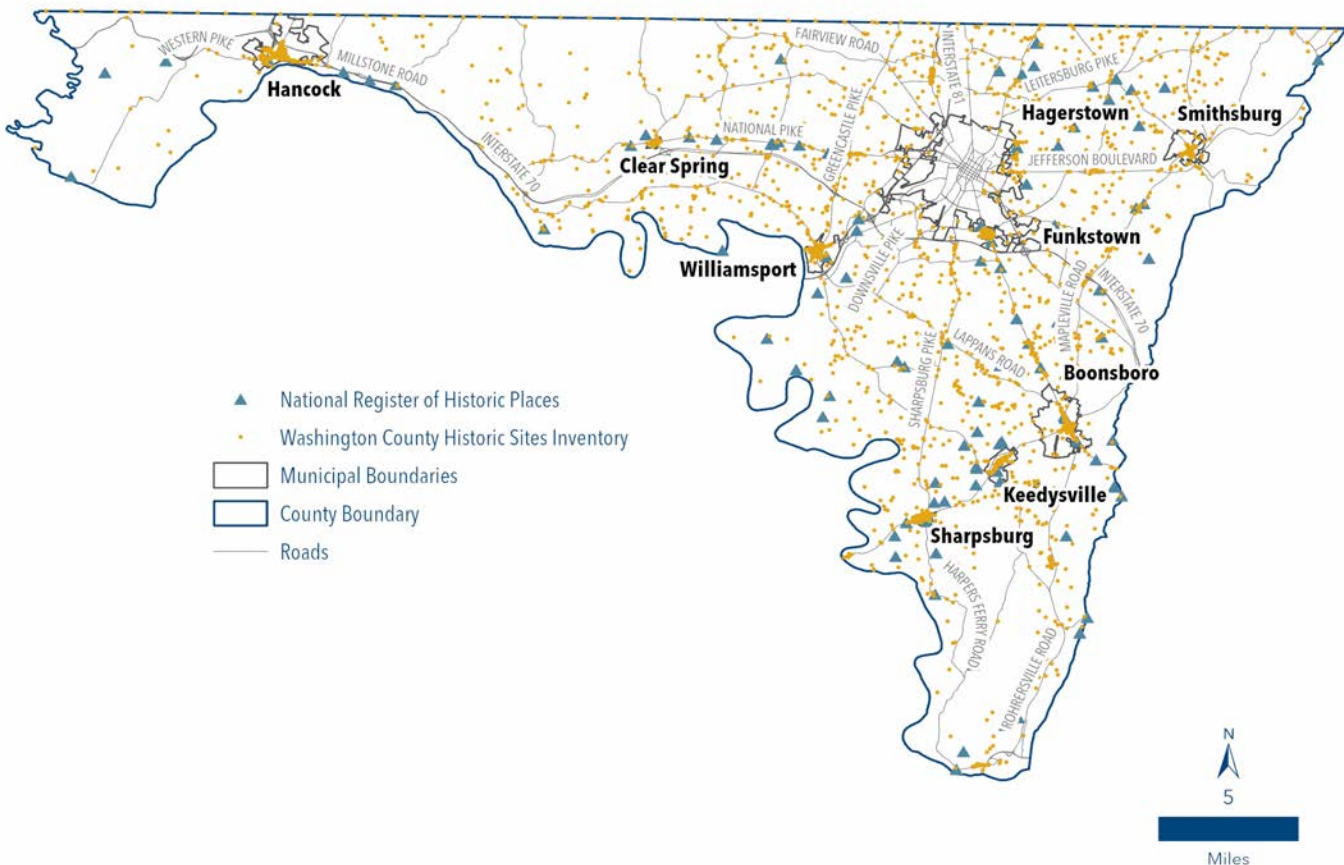 WESTERN PIKE
MILLSTONE ROAD
Hancock
INTERSTATE 70
FAIRVIEW ROAD
INTERSTATE 81
LEITERSBURG PIKE
Hagerstown
Smithsburg
NATIONAL PIKE
GREENCASTLE PIKE
JEFFERSON BOULEVARD
Clear Spring
Funkstown
Williamsport
DOWNSVILLE PIKE
MAPLEVILLE ROAD
INTERSTATE 70
LAPPANS ROAD
SHARPSBURG PIKE
Boonsboro
National Register of Historic Places
Washington County Historic Sites Inventory
Municipal Boundaries
County Boundary
Roads
Keedysville
Sharpsburg
HARPERS FERRY ROAD
ROHRERSVILLE ROAD
N
5
Miles